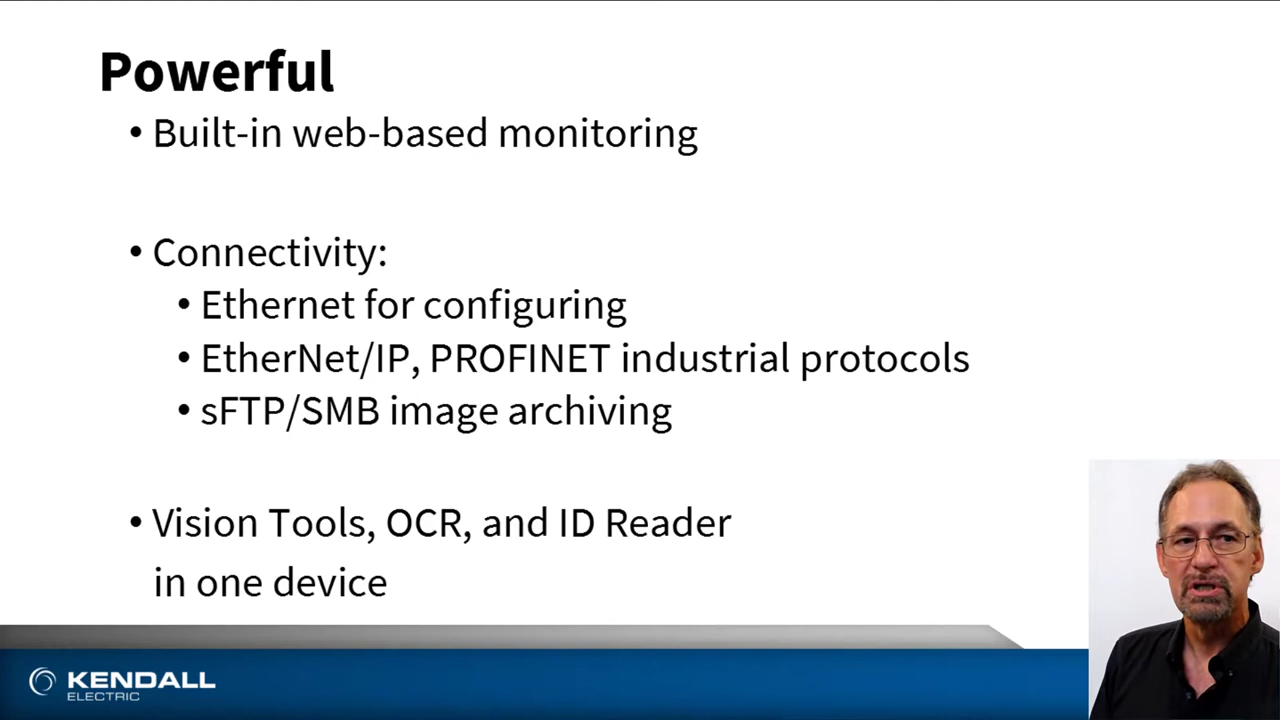 Powerful
• Built-in web-based monitoring
• Connectivity:
• Ethernet for configuring
• EtherNet/IP, PROFINET industrial protocols
• sFTP/SMB image archiving
• Vision Tools, OCR, and ID Reader
in one device
KENDALL
ELECTRIC